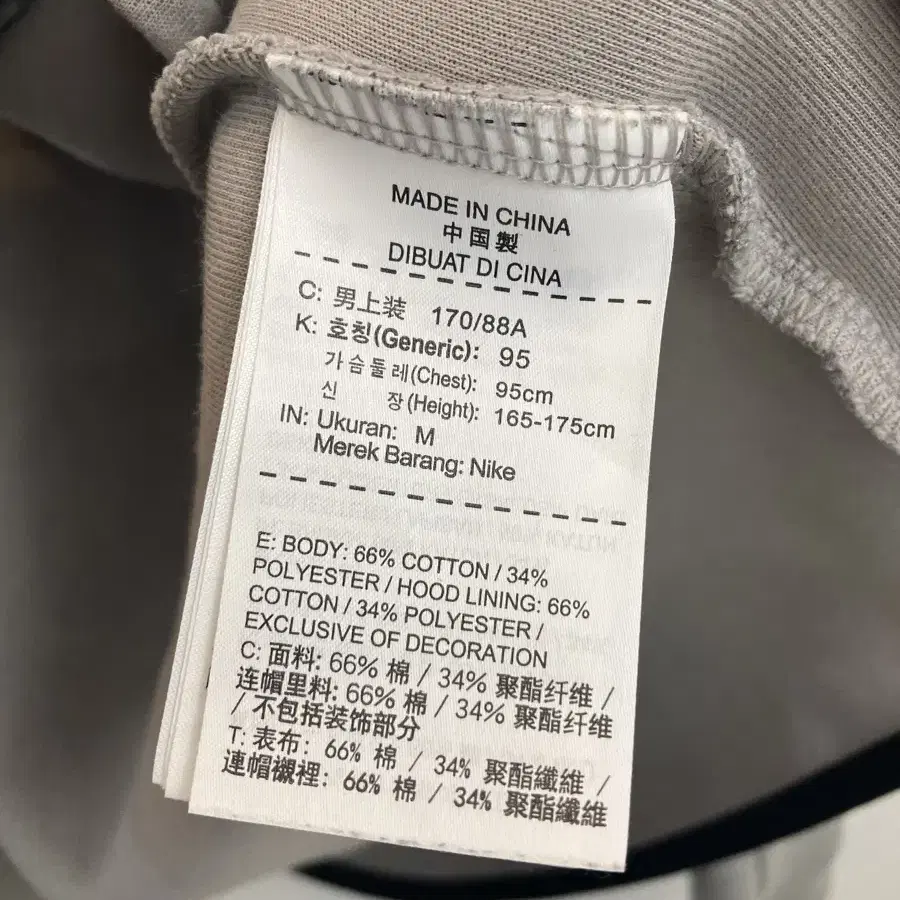 MADE IN CHINA
中国製
DIBUAT DI CINA
C: 男上装 170/88A
K: 호칭(Generic): 95
가슴둘레(Chest): 95cm
신 장(Height): 165-175cm
IN: Ukuran: M
Merek Barang: Nike
E: BODY: 66% COTTON / 34%
POLYESTER / HOOD LINING: 66%
COTTON / 34% POLYESTER /
EXCLUSIVE OF DECORATION
C: 面料: 66% 棉 / 34% 聚酯纤维 /
连帽里料: 66% 棉 / 34% 聚酯纤维
/ 不包括装饰部分
T: 表布: 66% 棉 / 34% 聚酯纖維 /
連帽襯裡: 66% 棉 / 34% 聚酯纖維